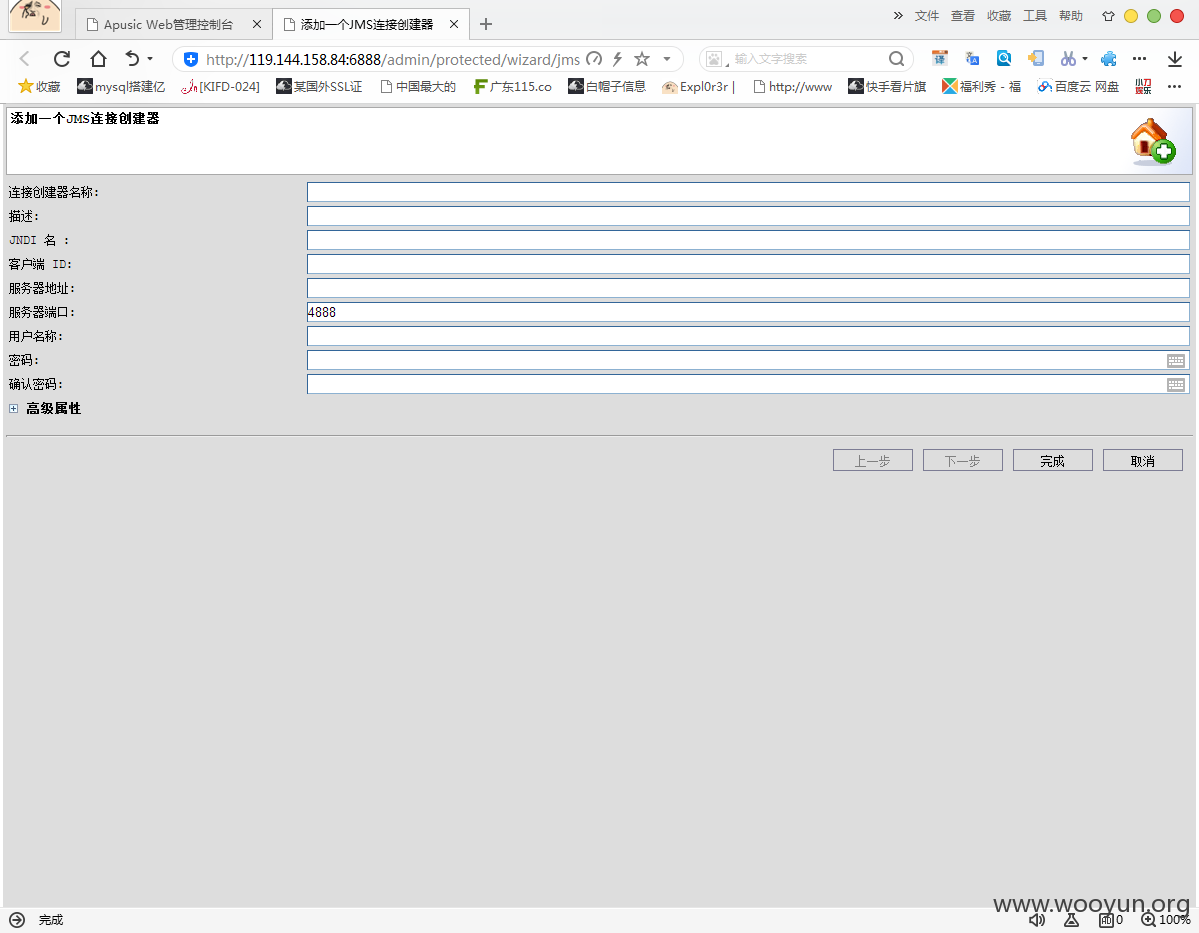 Apusic Web管理控制台
添加一个JMS连接创建器
文件 查看 收藏 工具 帮助
http://119.144.158.84:6888/admin/protected/wizard/jms
输入文字搜索
译
收藏 mysql搭建亿 [KIFD-024] 某国外SSL证 中国最大的 广东115.co 白帽子信息 Expl0r3r | http://www 快手看片旗 福利秀 - 福 百度云 网盘 小刀娱乐
添加一个JMS连接创建器
连接创建器名称:
描述:
JNDI 名 :
客户端 ID:
服务器地址:
服务器端口: 4888
用户名称:
密码:
确认密码:
高级属性
上一步 下一步 完成 取消
www.wooyun.org
完成
AD 0 100%